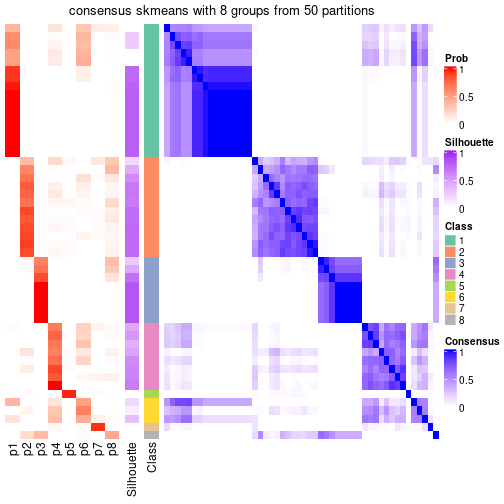 consensus skmeans with 8 groups from 50 partitions
Prob
1
0.5
0
Silhouette
1
0.5
0
Class
1
2
3
4
5
6
7
8
Consensus
1
0.5
0
p1
p2
p3
p4
p5
p6
p7
p8
Silhouette
Class